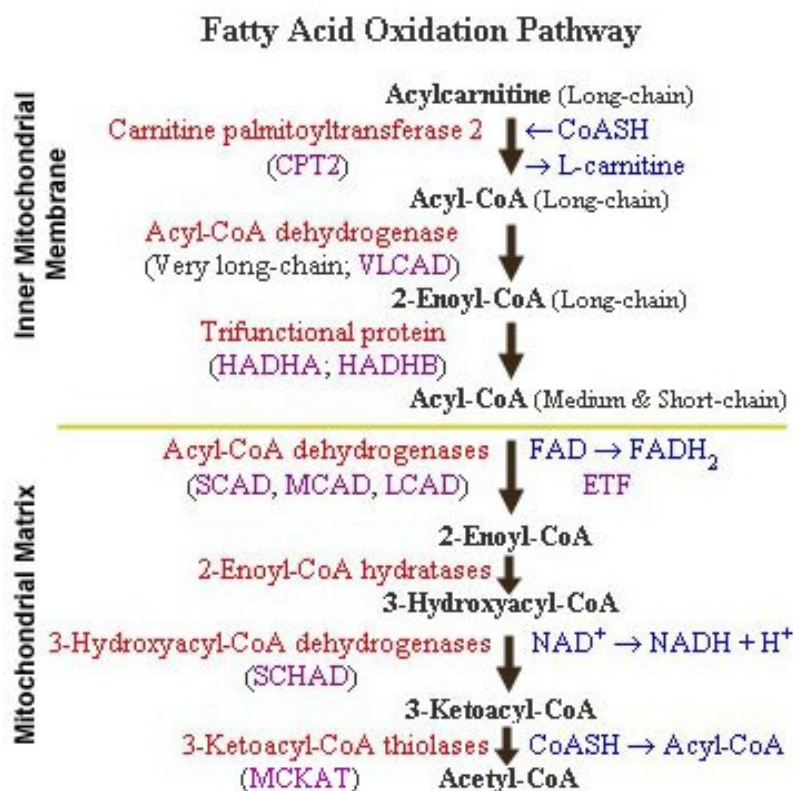 Fatty Acid Oxidation Pathway
Inner Mitochondrial
Membrane
Acylcarnitine (Long-chain)
Carnitine palmitoyltransferase 2
← CoASH
(CPT2)
→ L-carnitine
Acyl-CoA (Long-chain)
Acyl-CoA dehydrogenase
(Very long-chain; VLCAD)
2-Enoyl-CoA (Long-chain)
Trifunctional protein
(HADHA; HADHB)
Acyl-CoA (Medium & Short-chain)
Mitochondrial Matrix
Acyl-CoA dehydrogenases
FAD → FADH₂
(SCAD, MCAD, LCAD)
ETF
2-Enoyl-CoA
2-Enoyl-CoA hydratases
3-Hydroxyacyl-CoA
3-Hydroxyacyl-CoA dehydrogenases
NAD⁺ → NADH + H⁺
(SCHAD)
3-Ketoacyl-CoA
3-Ketoacyl-CoA thiolases
CoASH → Acyl-CoA
(MCKAT)
Acetyl-CoA